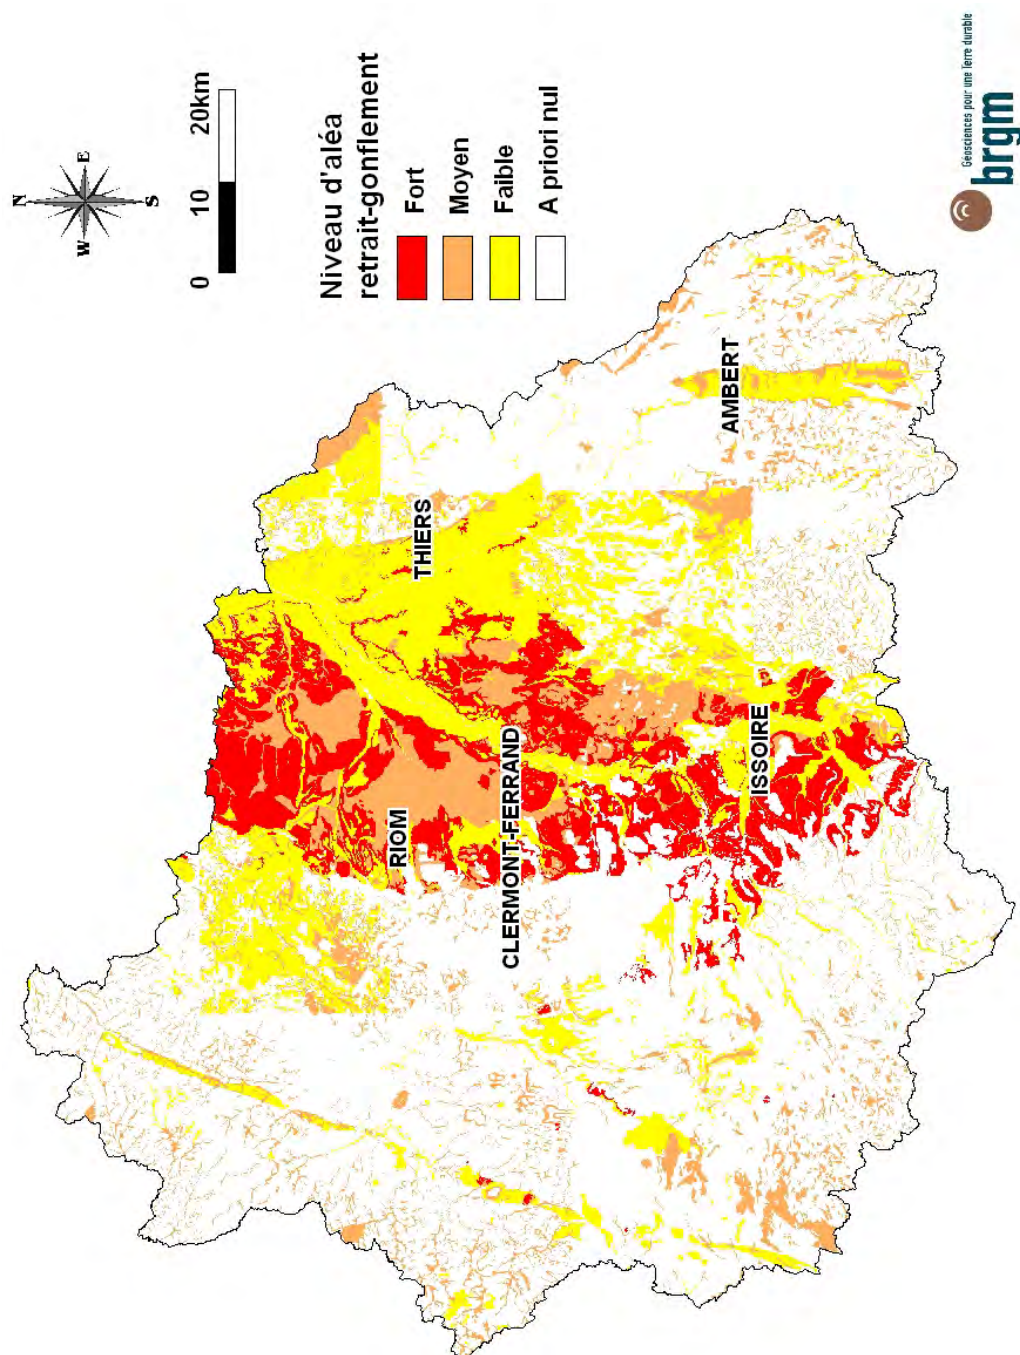 N
W
E
S
0
10
20km
Niveau d'aléa
retrait-gonflement
Fort
Moyen
Faible
A priori nul
THIERS
RIOM
CLERMONT-FERRAND
AMBERT
ISSOIRE
Géosciences pour une Terre durable
brgm